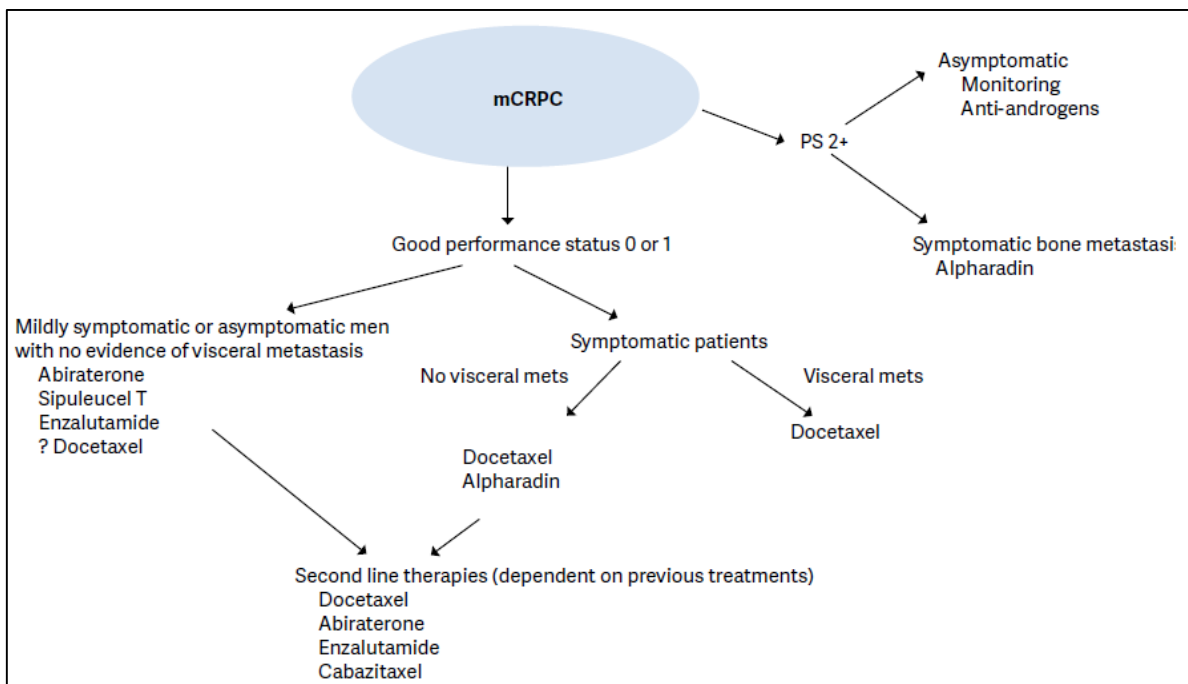 mCRPC
Asymptomatic
Monitoring
Anti-androgens
PS 2+
Symptomatic bone metastasi
Alpharadin
Good performance status 0 or 1
Mildly symptomatic or asymptomatic men
with no evidence of visceral metastasis
Abiraterone
Sipuleucel T
Enzalutamide
? Docetaxel
Symptomatic patients
No visceral mets
Visceral mets
Docetaxel
Alpharadin
Docetaxel
Second line therapies (dependent on previous treatments)
Docetaxel
Abiraterone
Enzalutamide
Cabazitaxel